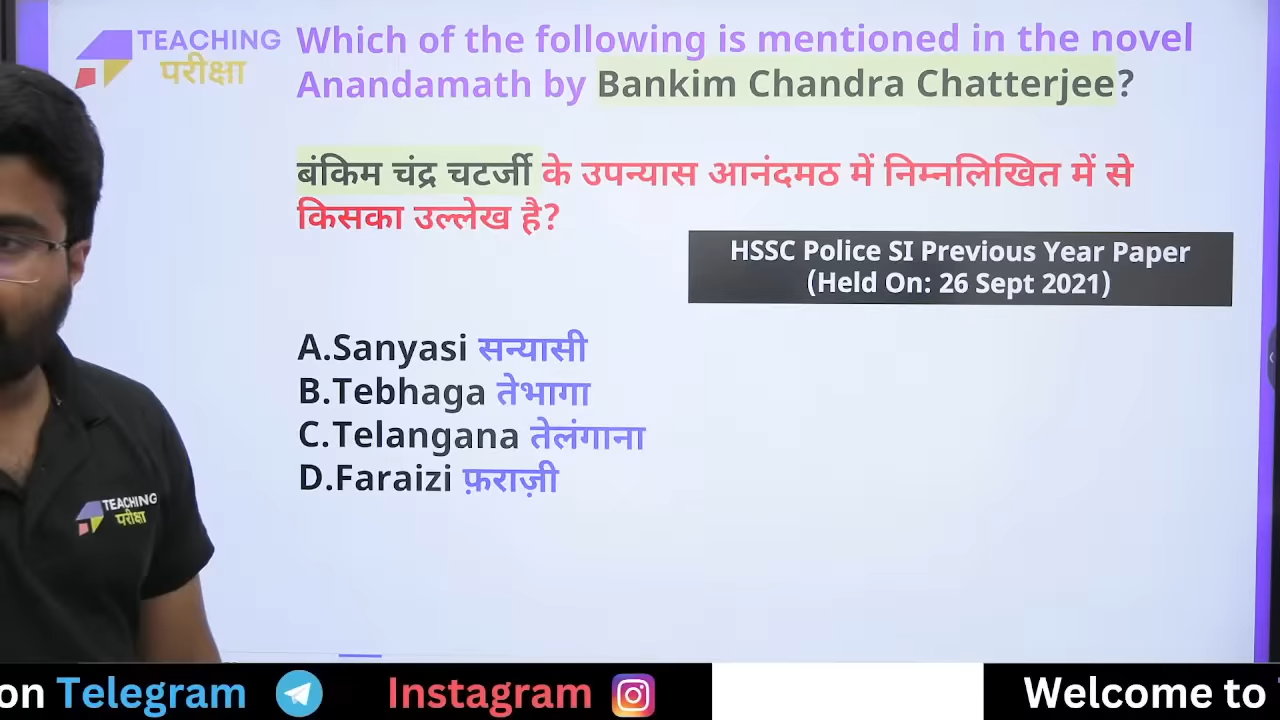 TEACHING
परीक्षा
Which of the following is mentioned in the novel
Anandamath by Bankim Chandra Chatterjee?
बंकिम चंद्र चटर्जी के उपन्यास आनंदमठ में निम्नलिखित में से
किसका उल्लेख है?
HSSC Police SI Previous Year Paper
(Held On: 26 Sept 2021)
A.Sanyasi सन्यासी
B.Tebhaga तेभागा
C.Telangana तेलंगाना
D.Faraizi फ़राज़ी
TEACHING
परीक्षा
on Telegram Instagram Welcome to